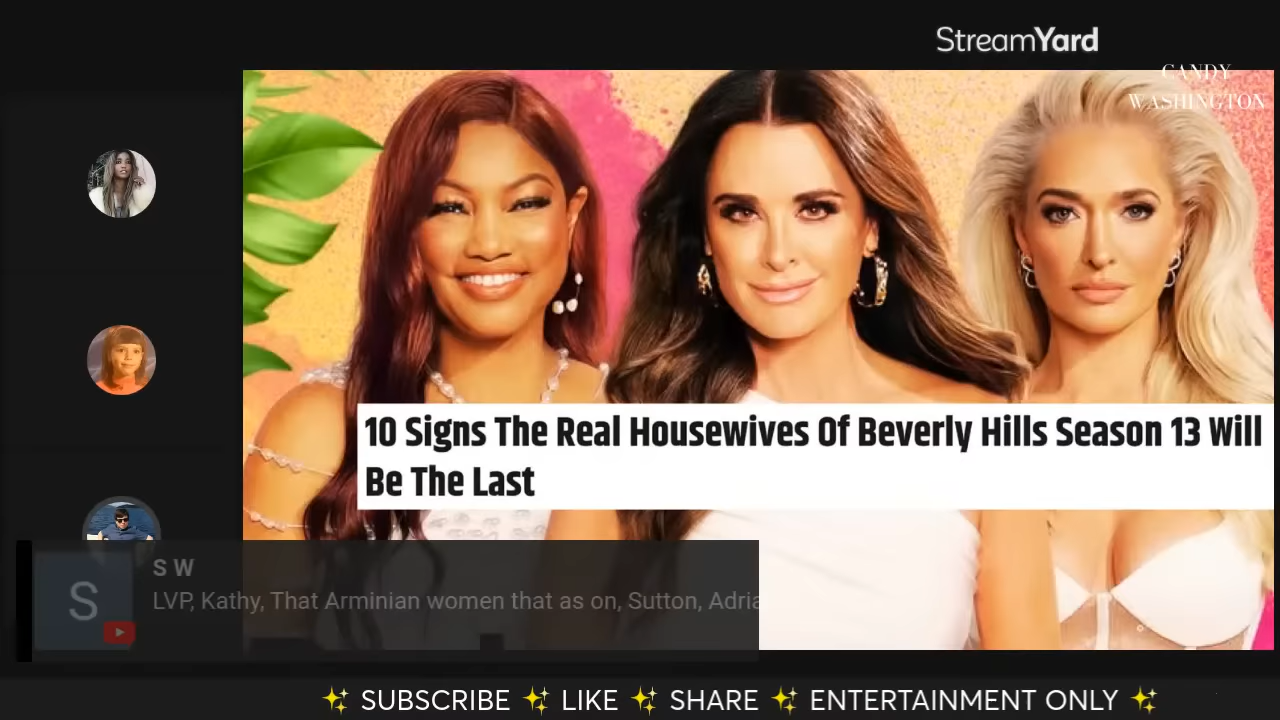 StreamYard
CANDY
WASHINGTON
10 Signs The Real Housewives Of Beverly Hills Season 13 Will
Be The Last
S
S W
LVP, Kathy, That Arminian women that as on, Sutton, Adria
SUBSCRIBE LIKE SHARE ENTERTAINMENT ONLY